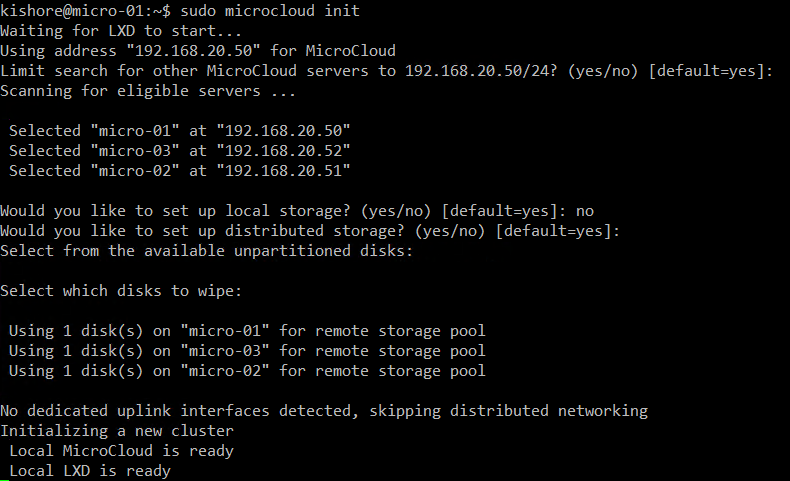 kishore@micro-01:~$ sudo microcloud init
Waiting for LXD to start...
Using address "192.168.20.50" for MicroCloud
Limit search for other MicroCloud servers to 192.168.20.50/24? (yes/no) [default=yes]:
Scanning for eligible servers ...
Selected "micro-01" at "192.168.20.50"
Selected "micro-03" at "192.168.20.52"
Selected "micro-02" at "192.168.20.51"
Would you like to set up local storage? (yes/no) [default=yes]: no
Would you like to set up distributed storage? (yes/no) [default=yes]:
Select from the available unpartitioned disks:
Select which disks to wipe:
Using 1 disk(s) on "micro-01" for remote storage pool
Using 1 disk(s) on "micro-03" for remote storage pool
Using 1 disk(s) on "micro-02" for remote storage pool
No dedicated uplink interfaces detected, skipping distributed networking
Initializing a new cluster
Local MicroCloud is ready
Local LXD is ready